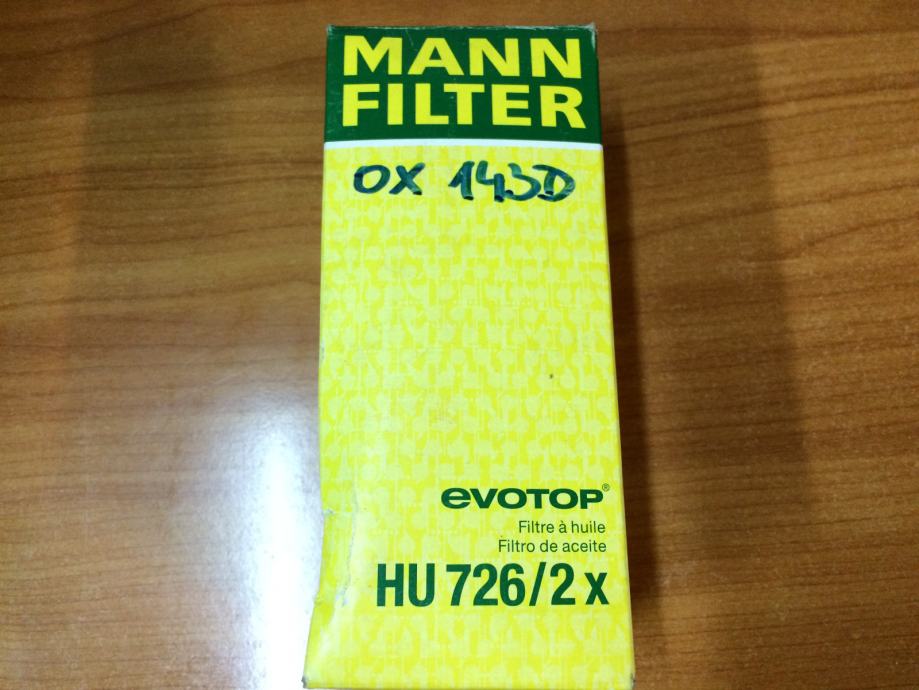 MANN
FILTER
OX 143D
evotop®
Filtre à huile
Filtro de aceite
HU 726/2 x